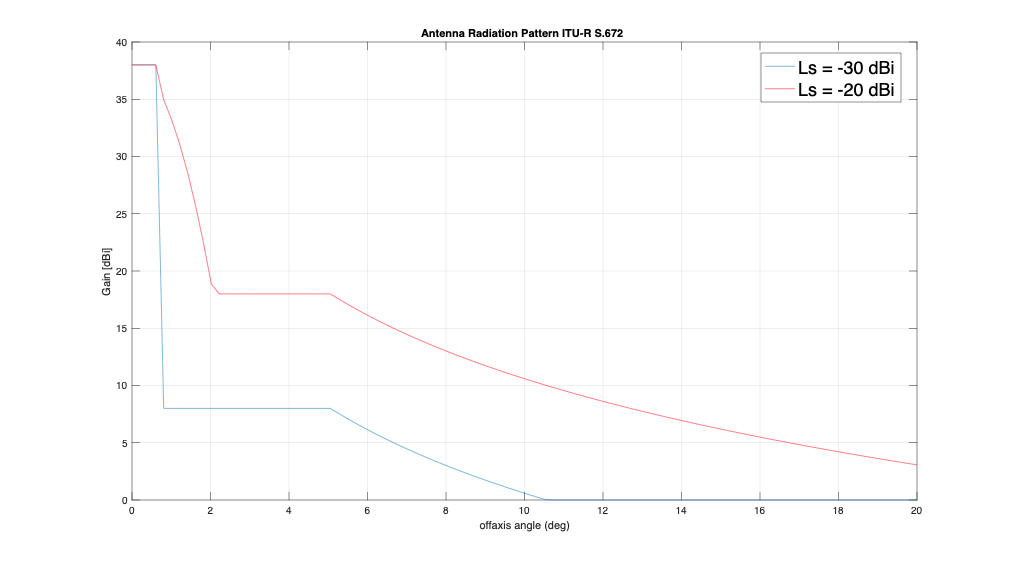 Antenna Radiation Pattern ITU-R S.672
Ls = -30 dBi
Ls = -20 dBi
Gain [dBi]
40
35
30
25
20
15
10
5
0
0 2 4 6 8 10 12 14 16 18 20
offaxis angle (deg)